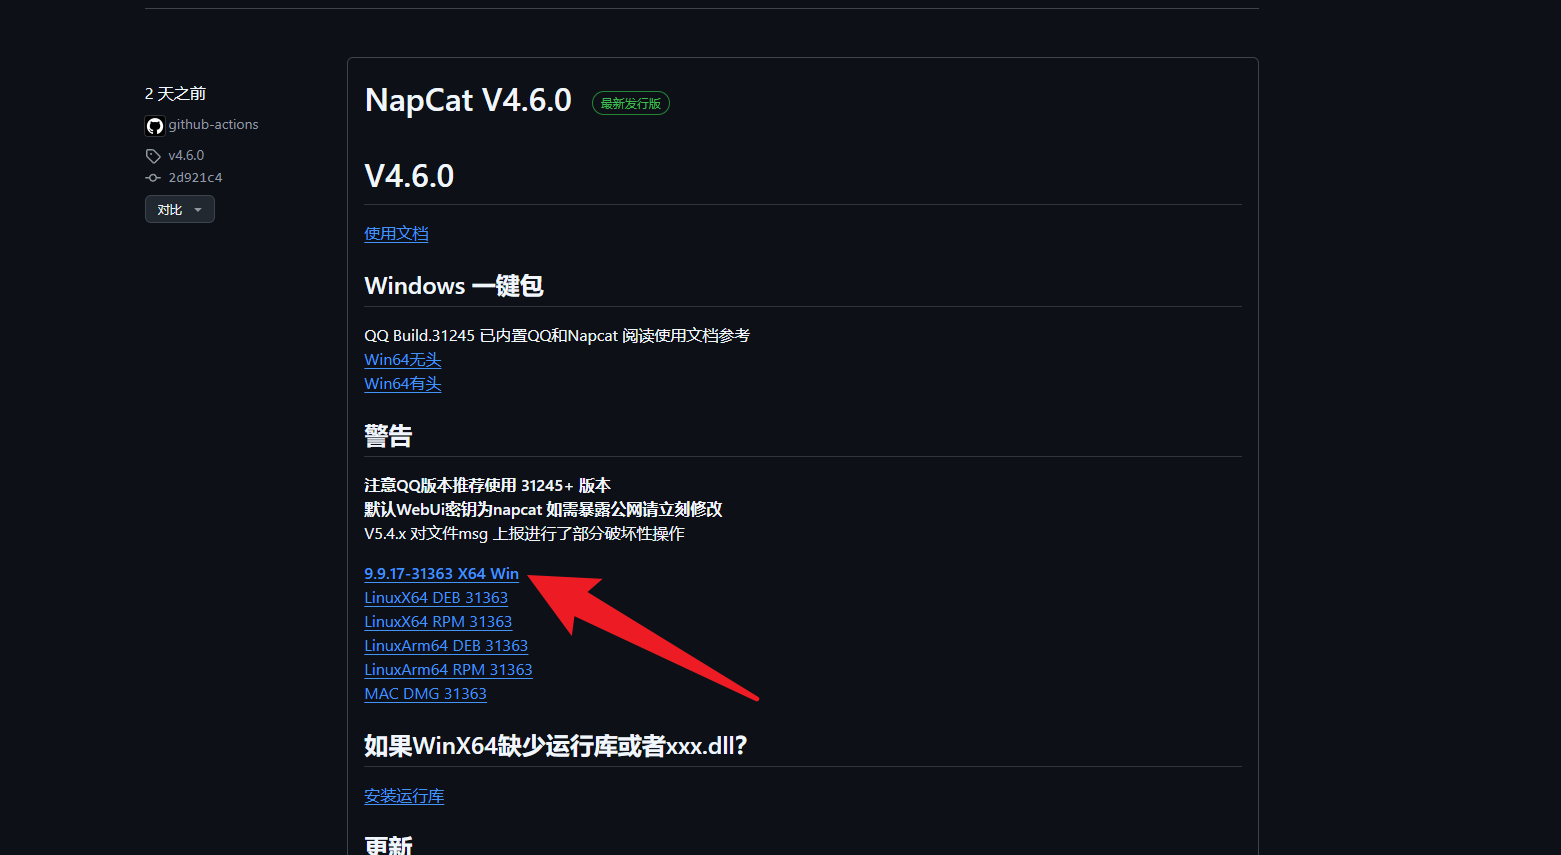 2 天之前
github-actions
v4.6.0
2d921c4
对比
NapCat V4.6.0 最新发行版
V4.6.0
使用文档
Windows 一键包
QQ Build.31245 已内置QQ和Napcat 阅读使用文档参考
Win64无头
Win64有头
警告
注意QQ版本推荐使用 31245+ 版本
默认WebUi密钥为napcat 如需暴露公网请立刻修改
V5.4.x 对文件msg 上报进行了部分破坏性操作
9.9.17-31363 X64 Win
LinuxX64 DEB 31363
LinuxX64 RPM 31363
LinuxArm64 DEB 31363
LinuxArm64 RPM 31363
MAC DMG 31363
如果WinX64缺少运行库或者xxx.dll?
安装运行库
更新